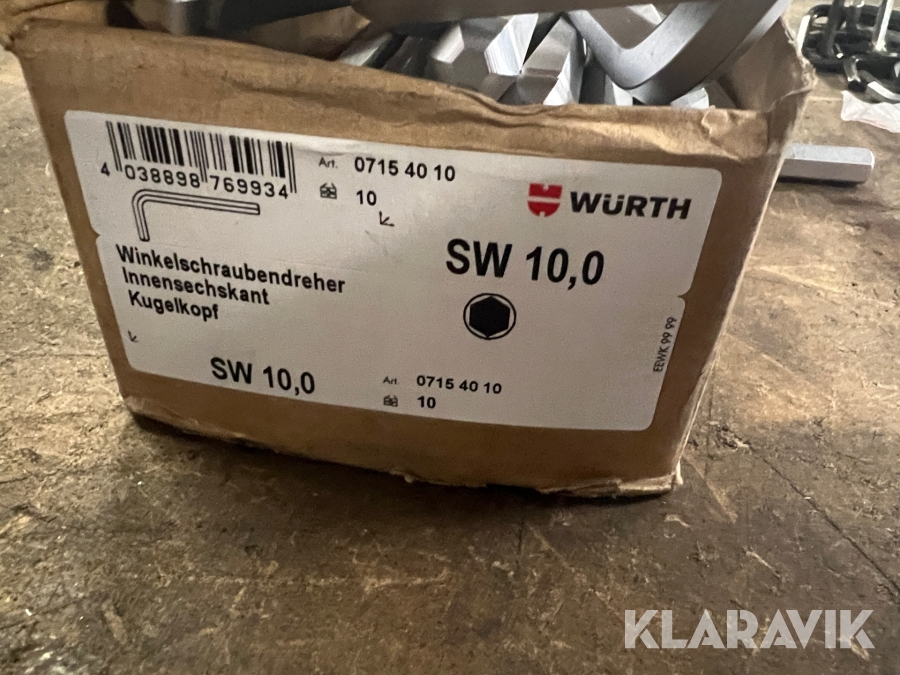 4 038898 769934
Art. 0715 40 10
10
WÜRTH
SW 10,0
Winkelschraubendreher
Innensechskant
Kugelkopf
SW 10,0
Art. 0715 40 10
10
EEWK 99 99
KLARAVIK